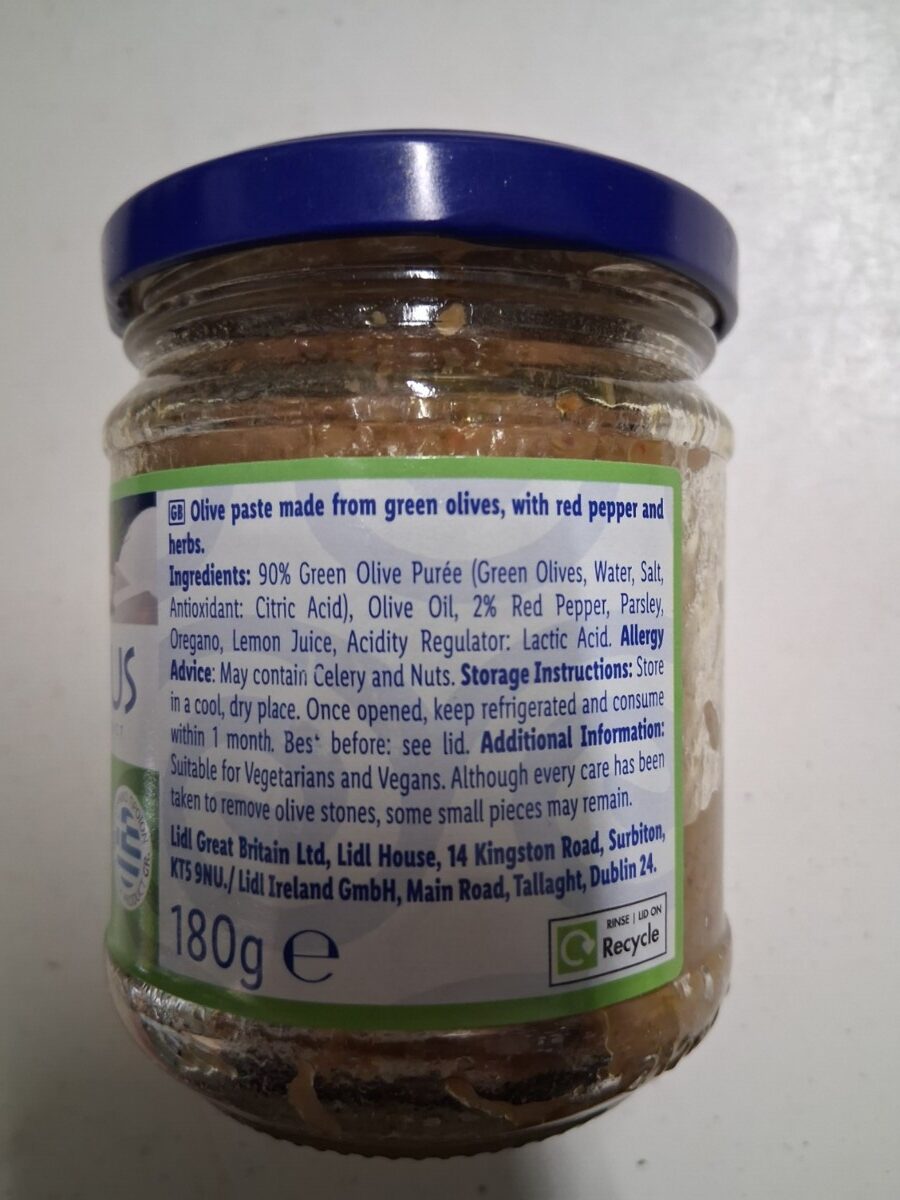 GB Olive paste made from green olives, with red pepper and
herbs.
Ingredients: 90% Green Olive Purée (Green Olives, Water, Salt,
Antioxidant: Citric Acid), Olive Oil, 2% Red Pepper, Parsley,
Oregano, Lemon Juice, Acidity Regulator: Lactic Acid. Allergy
Advice: May contain Celery and Nuts. Storage Instructions: Store
in a cool, dry place. Once opened, keep refrigerated and consume
within 1 month. Best before: see lid. Additional Information:
Suitable for Vegetarians and Vegans. Although every care has been
taken to remove olive stones, some small pieces may remain.
Lidl Great Britain Ltd, Lidl House, 14 Kingston Road, Surbiton,
KT5 9NU./ Lidl Ireland GmbH, Main Road, Tallaght, Dublin 24.
180g e
RINSE | LID ON
Recycle
US